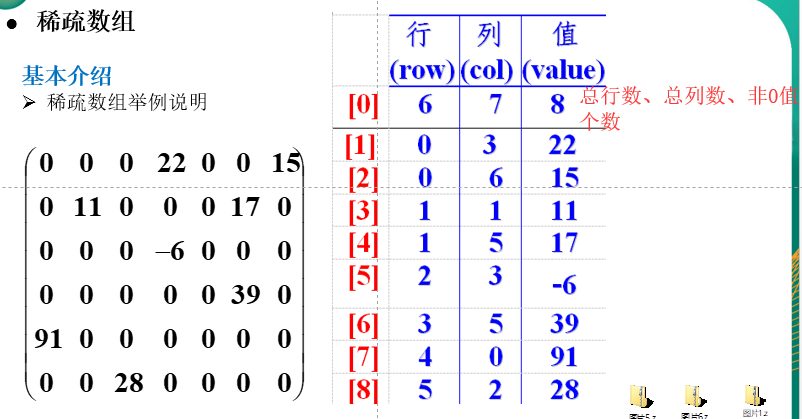 稀疏数组
基本介绍
稀疏数组举例说明
0 0 0 22 0 0 15
0 11 0 0 0 17 0
0 0 0 –6 0 0 0
0 0 0 0 0 39 0
91 0 0 0 0 0 0
0 0 28 0 0 0 0
行 列 值
(row) (col) (value)
[0] 6 7 8
总行数、总列数、非0值
个数
[1] 0 3 22
[2] 0 6 15
[3] 1 1 11
[4] 1 5 17
[5] 2 3 -6
[6] 3 5 39
[7] 4 0 91
[8] 5 2 28
图片5.z 图片6.z 图片1.z